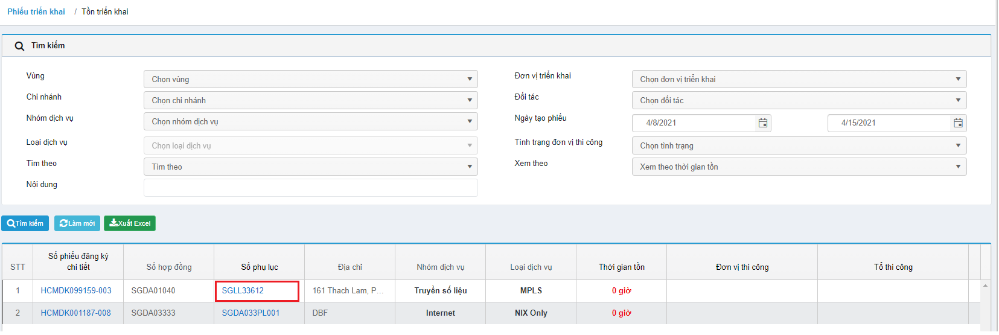 Phiếu triển khai / Tồn triển khai
Tìm kiếm
Vùng
Chọn vùng
Đơn vị triển khai
Chọn đơn vị triển khai
Chi nhánh
Chọn chi nhánh
Đối tác
Chọn đối tác
Nhóm dịch vụ
Chọn nhóm dịch vụ
Ngày tạo phiếu
4/8/2021
4/15/2021
Loại dịch vụ
Chọn loại dịch vụ
Tình trạng đơn vị thi công
Chọn tình trạng
Tìm theo
Tìm theo
Xem theo
Xem theo thời gian tồn
Nội dung
Tìm kiếm
Làm mới
Xuất Excel
STT
Số phiếu đăng ký
chi tiết
Số hợp đồng
Số phụ lục
Địa chỉ
Nhóm dịch vụ
Loại dịch vụ
Thời gian tồn
Đơn vị thi công
Tổ thi công
1 HCMDK099159-003 SGDA01040 SGLL33612 161 Thach Lam, P... Truyền số liệu MPLS 0 giờ
2 HCMDK001187-008 SGDA03333 SGDA033PL001 DBF Internet NIX Only 0 giờ